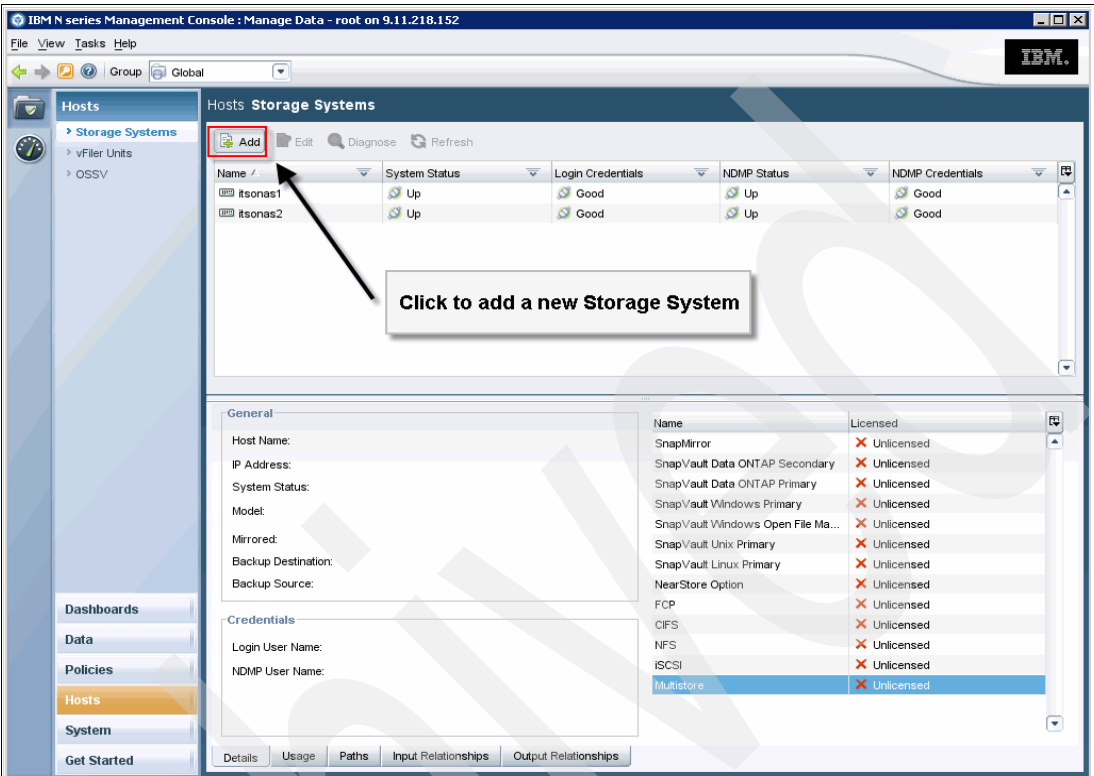 IBM N series Management Console : Manage Data - root on 9.11.218.152
File View Tasks Help
IBM.
Group Global
Hosts
Storage Systems
vFiler Units
OSSV
Hosts Storage Systems
Add Edit Diagnose Refresh
Name System Status Login Credentials NDMP Status NDMP Credentials
itsonas1 Up Good Up Good
itsonas2 Up Good Up Good
Click to add a new Storage System
General
Host Name:
IP Address:
System Status:
Model:
Mirrored:
Backup Destination:
Backup Source:
Credentials
Login User Name:
NDMP User Name:
Name Licensed
SnapMirror Unlicensed
SnapVault Data ONTAP Secondary Unlicensed
SnapVault Data ONTAP Primary Unlicensed
SnapVault Windows Primary Unlicensed
SnapVault Windows Open File Ma... Unlicensed
SnapVault Unix Primary Unlicensed
SnapVault Linux Primary Unlicensed
NearStore Option Unlicensed
FCP Unlicensed
CIFS Unlicensed
NFS Unlicensed
iSCSI Unlicensed
Multistore Unlicensed
Dashboards
Data
Policies
Hosts
System
Get Started
Details Usage Paths Input Relationships Output Relationships